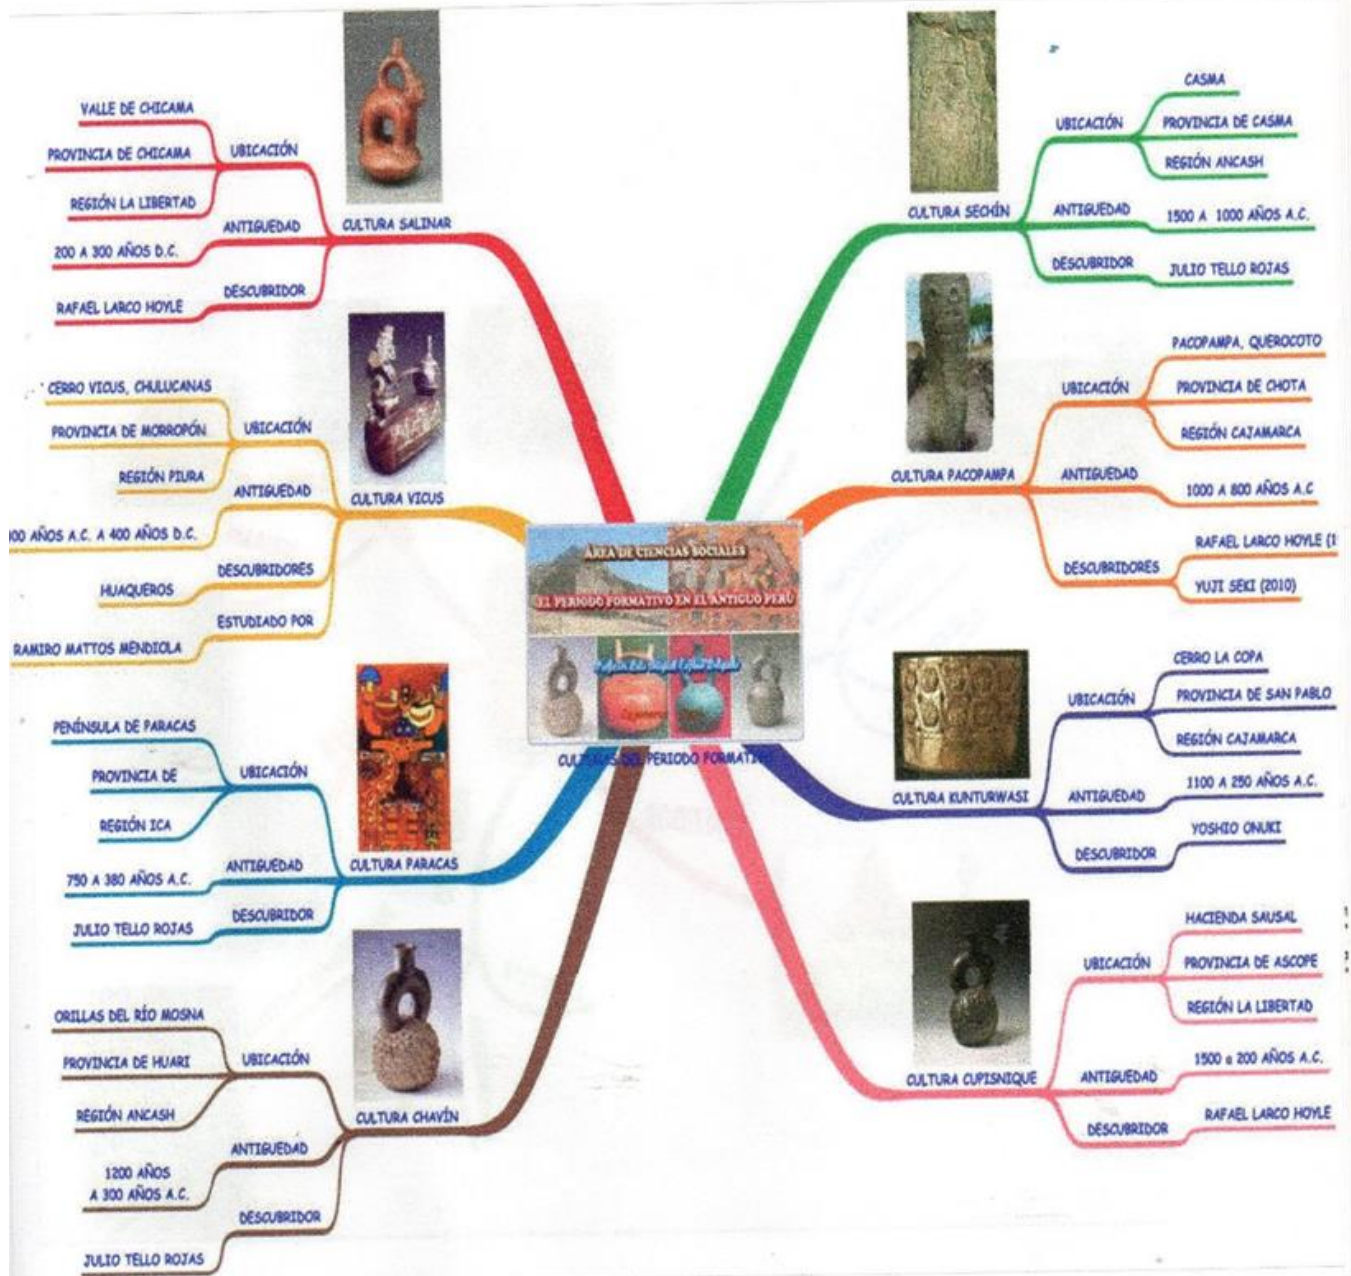 CULTURA SALINAR
UBICACIÓN
VALLE DE CHICAMA
PROVINCIA DE CHICAMA
REGIÓN LA LIBERTAD
ANTIGUEDAD
200 A 300 AÑOS D.C.
DESCUBRIDOR
RAFAEL LARCO HOYLE
CULTURA VICUS
UBICACIÓN
CERRO VICUS, CHULUCANAS
PROVINCIA DE MORROPÓN
REGIÓN PIURA
ANTIGUEDAD
00 AÑOS A.C. A 400 AÑOS D.C.
DESCUBRIDORES
HUAQUEROS
ESTUDIADO POR
RAMIRO MATTOS MENDIOLA
CULTURA PARACAS
UBICACIÓN
PENÍNSULA DE PARACAS
PROVINCIA DE
REGIÓN ICA
ANTIGUEDAD
750 A 380 AÑOS A.C.
DESCUBRIDOR
JULIO TELLO ROJAS
CULTURA CHAVÍN
UBICACIÓN
ORILLAS DEL RÍO MOSNA
PROVINCIA DE HUARI
REGIÓN ANCASH
ANTIGUEDAD
1200 AÑOS
A 300 AÑOS A.C.
DESCUBRIDOR
JULIO TELLO ROJAS
ÁREA DE CIENCIAS SOCIALES
EL PERIODO FORMATIVO EN EL ANTIGUO PERÚ
CULTURAS DEL PERIODO
CULTURA SECHÍN
UBICACIÓN
CASMA
PROVINCIA DE CASMA
REGIÓN ANCASH
ANTIGUEDAD
1500 A 1000 AÑOS A.C.
DESCUBRIDOR
JULIO TELLO ROJAS
CULTURA PACOPAMPA
UBICACIÓN
PACOPAMPA, QUEROCOTO
PROVINCIA DE CHOTA
REGIÓN CAJAMARCA
ANTIGUEDAD
1000 A 800 AÑOS A.C
DESCUBRIDORES
RAFAEL LARCO HOYLE (1
YUJI SEKI (2010)
CULTURA KUNTURWASI
UBICACIÓN
CERRO LA COPA
PROVINCIA DE SAN PABLO
REGIÓN CAJAMARCA
ANTIGUEDAD
1100 A 250 AÑOS A.C.
DESCUBRIDOR
YOSHIO ONUKI
CULTURA CUPISNIQUE
UBICACIÓN
HACIENDA SAUSAL
PROVINCIA DE ASCOPE
REGIÓN LA LIBERTAD
ANTIGUEDAD
1500 a 200 AÑOS A.C.
DESCUBRIDOR
RAFAEL LARCO HOYLE